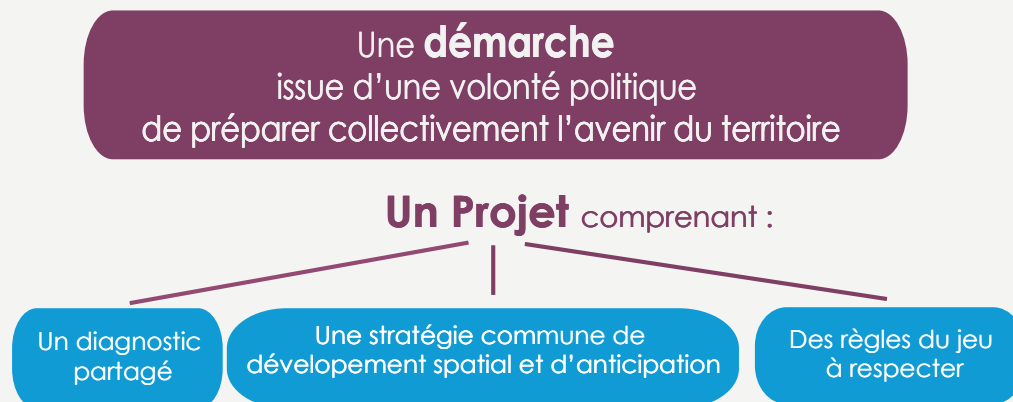 Une démarche
issue d'une volonté politique
de préparer collectivement l'avenir du territoire
Un Projet comprenant :
Un diagnostic
partagé
Une stratégie commune de
dévelopement spatial et d'anticipation
Des règles du jeu
à respecter